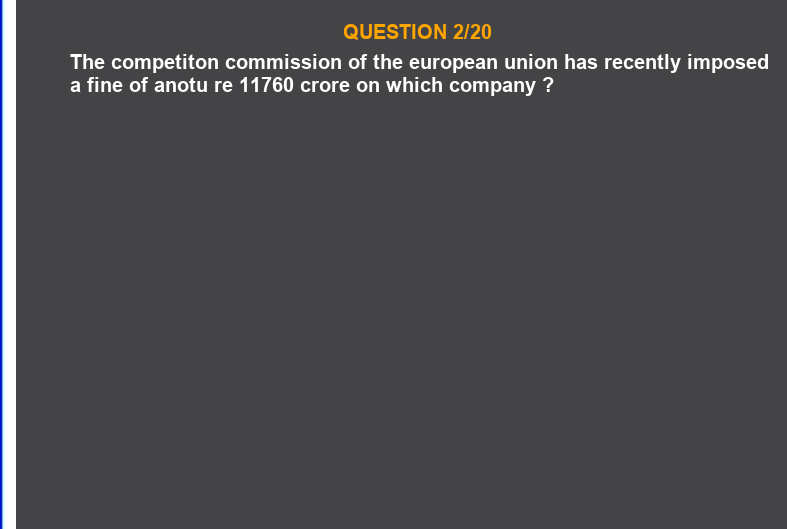 QUESTION 2/20
The competiton commission of the european union has recently imposed
a fine of anotu re 11760 crore on which company ?